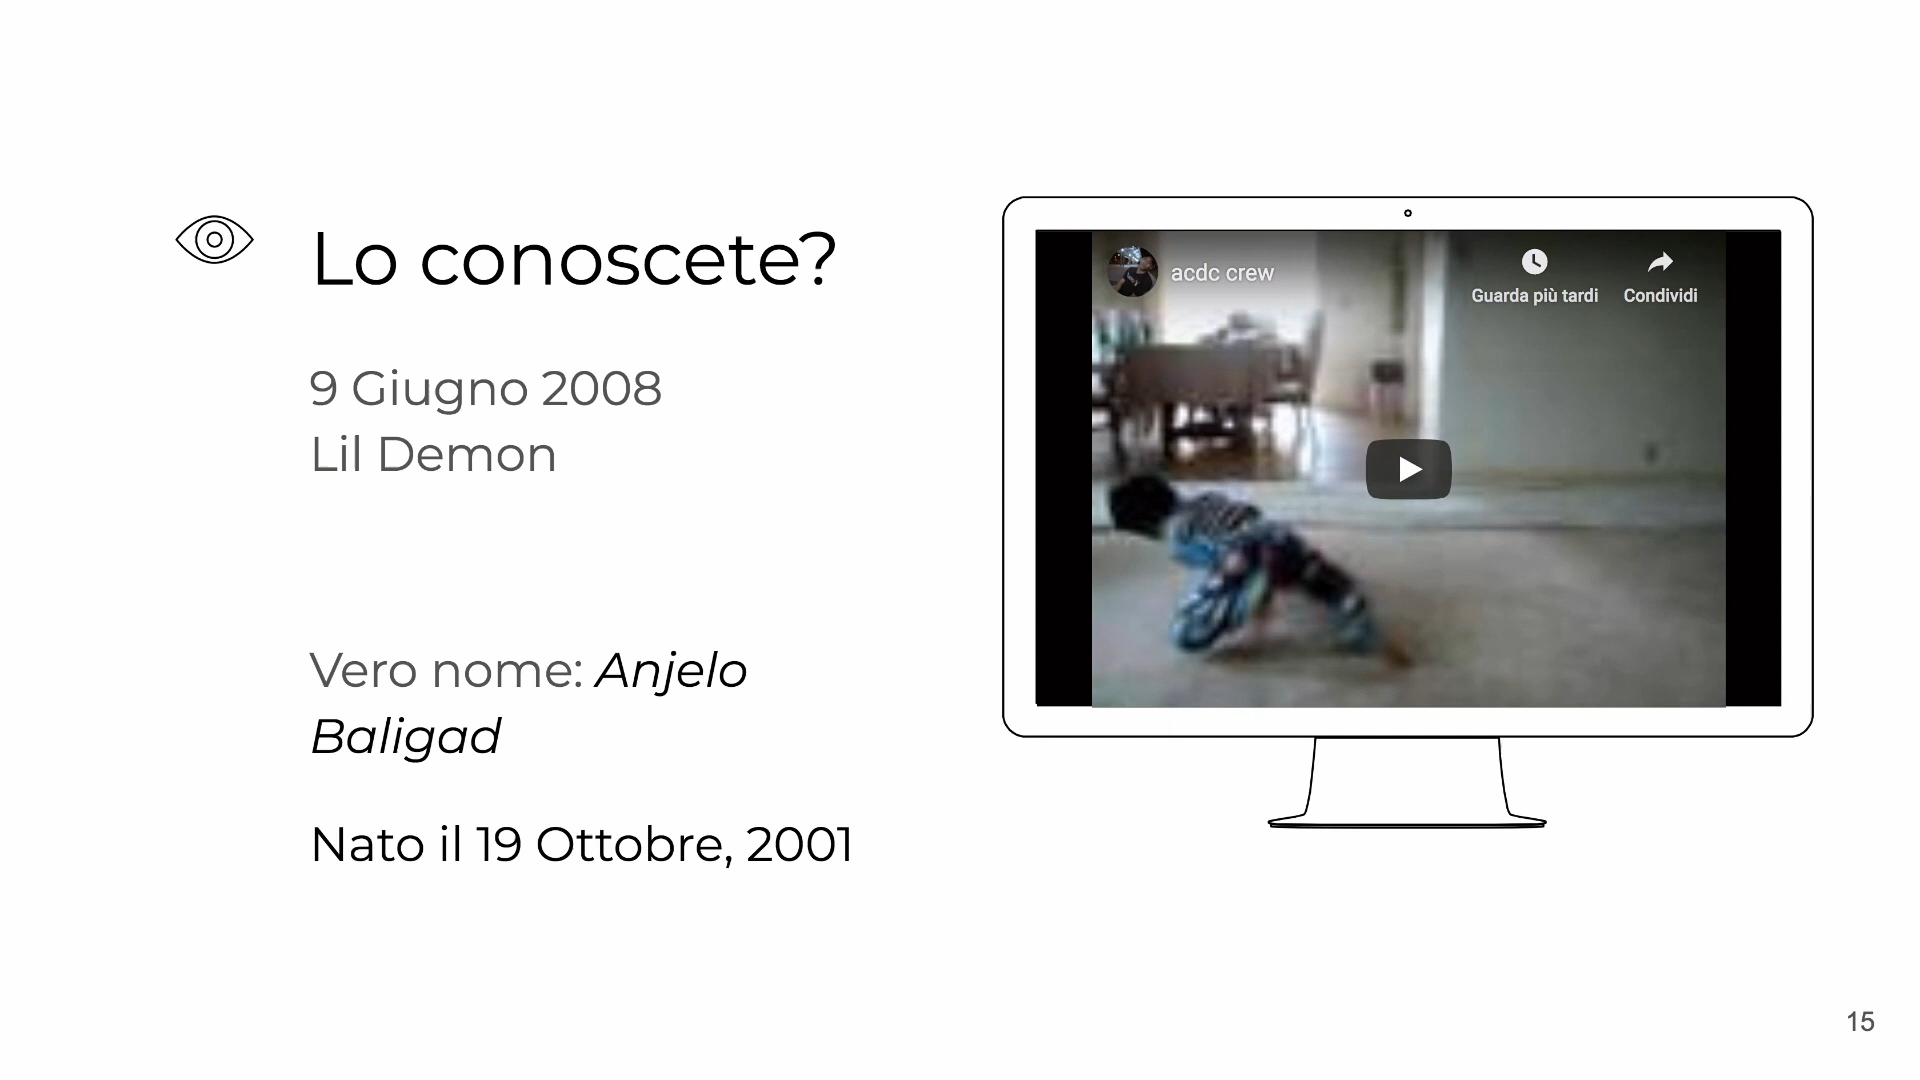 Lo conoscete?
9 Giugno 2008
Lil Demon
Vero nome: Anjelo
Baligad
Nato il 19 Ottobre, 2001
acdc crew
Guarda più tardi
Condividi
15